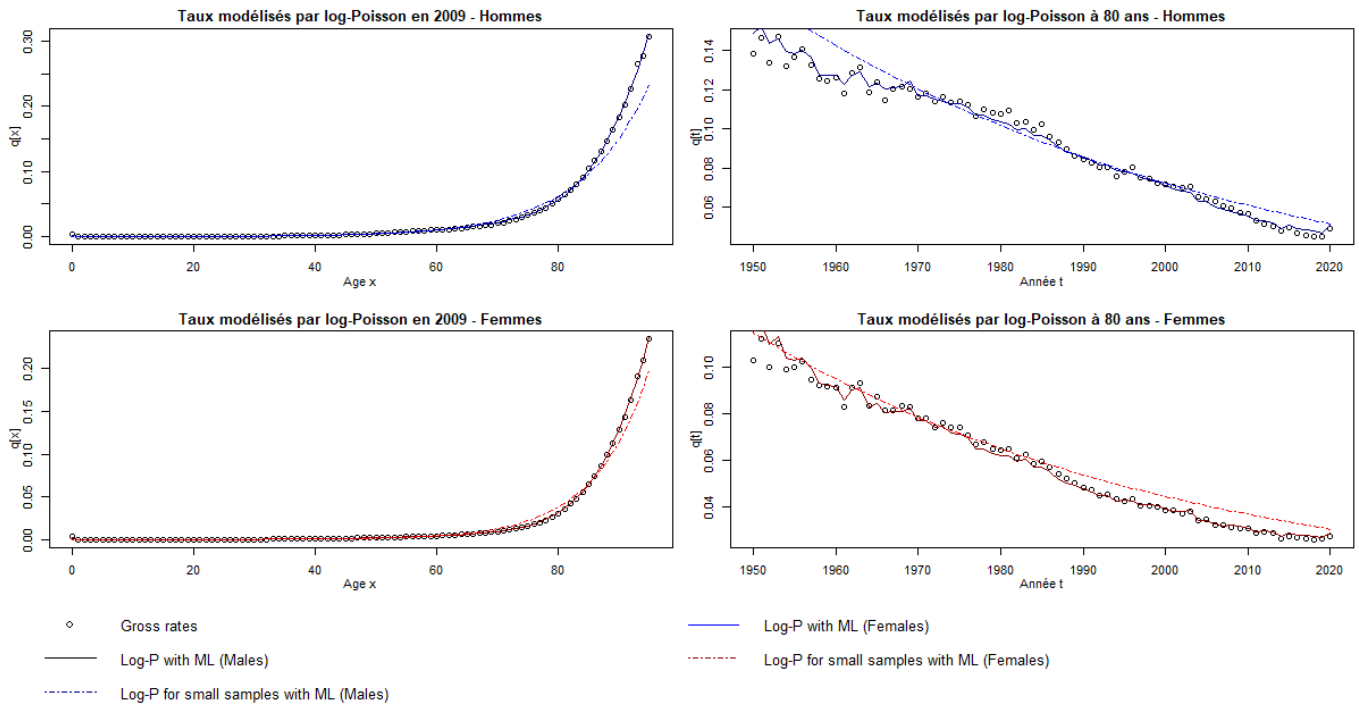 Taux modélisés par log-Poisson en 2009 - Hommes
q[x]
0.30
0.20
0.10
0.00
0 20 40 60 80
Age x
Taux modélisés par log-Poisson à 80 ans - Hommes
q[t]
0.14
0.12
0.10
0.08
0.06
1950 1960 1970 1980 1990 2000 2010 2020
Année t
Taux modélisés par log-Poisson en 2009 - Femmes
q[x]
0.20
0.15
0.10
0.05
0.00
0 20 40 60 80
Age x
Taux modélisés par log-Poisson à 80 ans - Femmes
q[t]
0.10
0.08
0.06
0.04
1950 1960 1970 1980 1990 2000 2010 2020
Année t
Gross rates
Log-P with ML (Males)
Log-P for small samples with ML (Males)
Log-P with ML (Females)
Log-P for small samples with ML (Females)